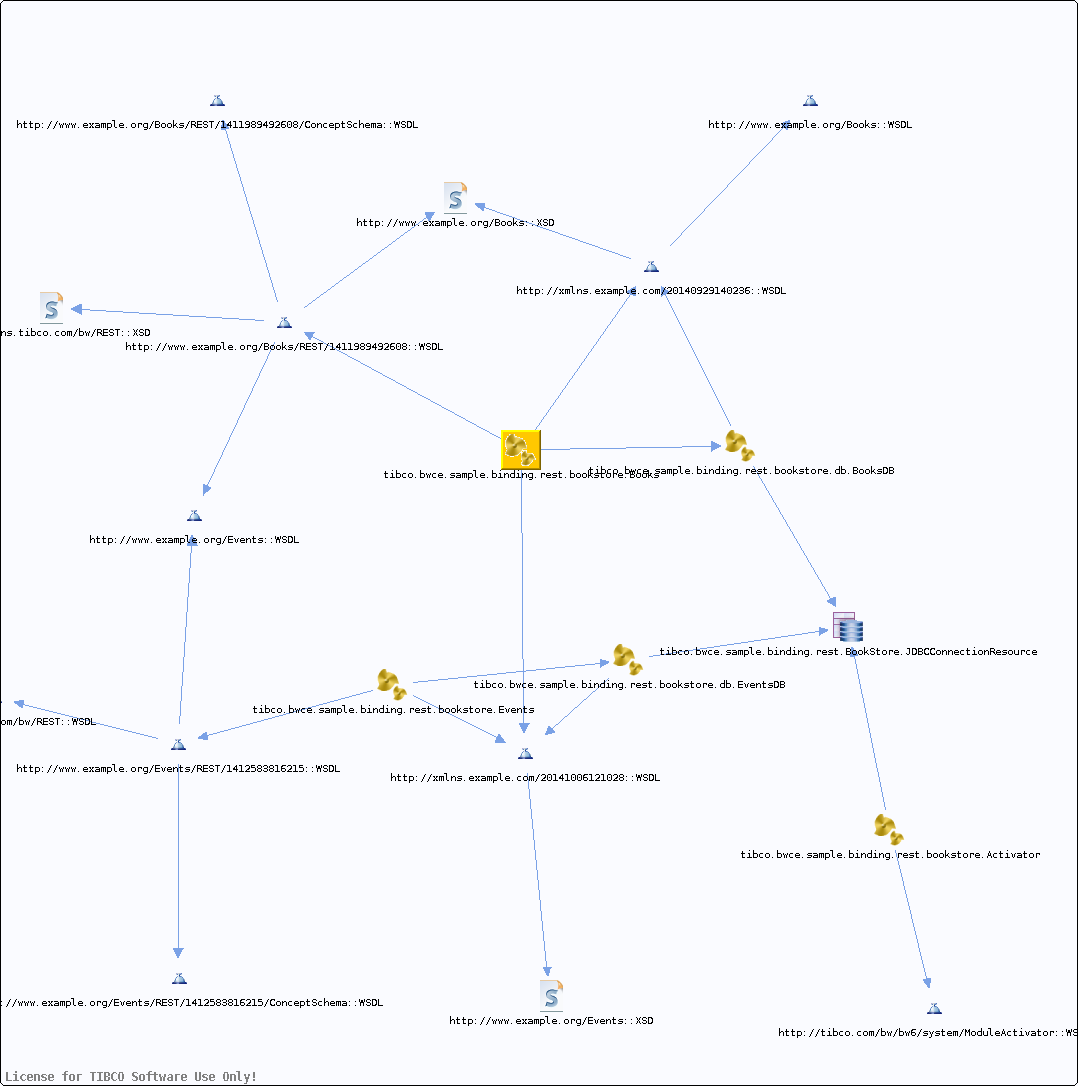 http://www.example.org/Books/REST/1411989492608/ConceptSchema::WSDL
http://www.example.org/Books::WSDL
http://www.example.org/Books::XSD
http://xmlns.example.com/20140929140236::WSDL
ns.tibco.com/bw/REST::XSD
http://www.example.org/Books/REST/1411989492608::WSDL
tibco.bwce.sample.binding.rest.bookstore.Books
tibco.bwce.sample.binding.rest.bookstore.db.BooksDB
http://www.example.org/Events::WSDL
tibco.bwce.sample.binding.rest.BookStore.JDBCConnectionResource
tibco.bwce.sample.binding.rest.bookstore.db.EventsDB
tibco.bwce.sample.binding.rest.bookstore.Events
om/bw/REST::WSDL
http://www.example.org/Events/REST/1412583816215::WSDL
http://xmlns.example.com/20141006121028::WSDL
tibco.bwce.sample.binding.rest.bookstore.Activator
://www.example.org/Events/REST/1412583816215/ConceptSchema::WSDL
http://www.example.org/Events::XSD
http://tibco.com/bw/bw6/system/ModuleActivator::WS
License for TIBCO Software Use Only!